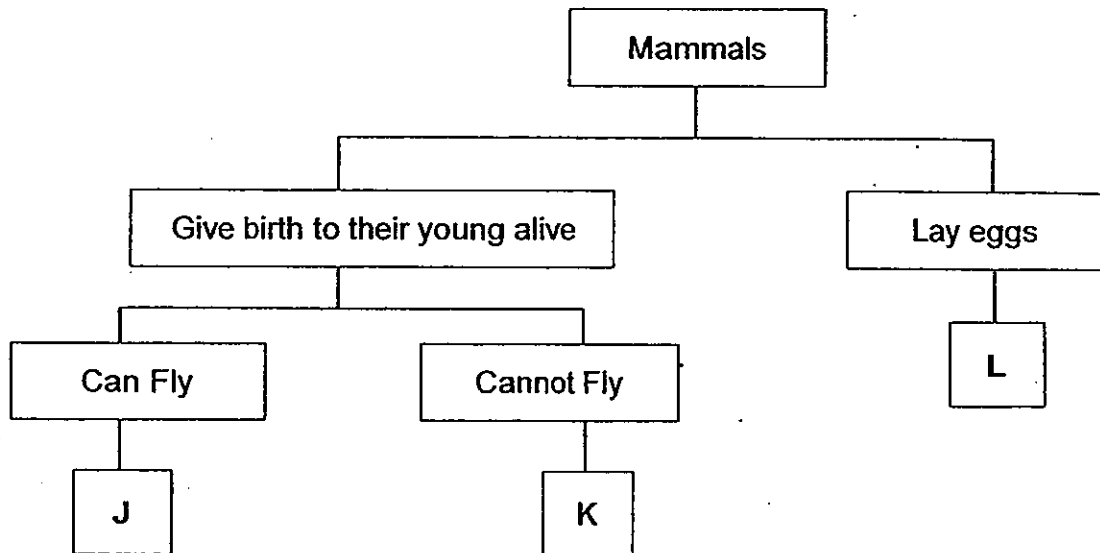 Mammals
Give birth to their young alive
Lay eggs
Can Fly
Cannot Fly
L
J
K